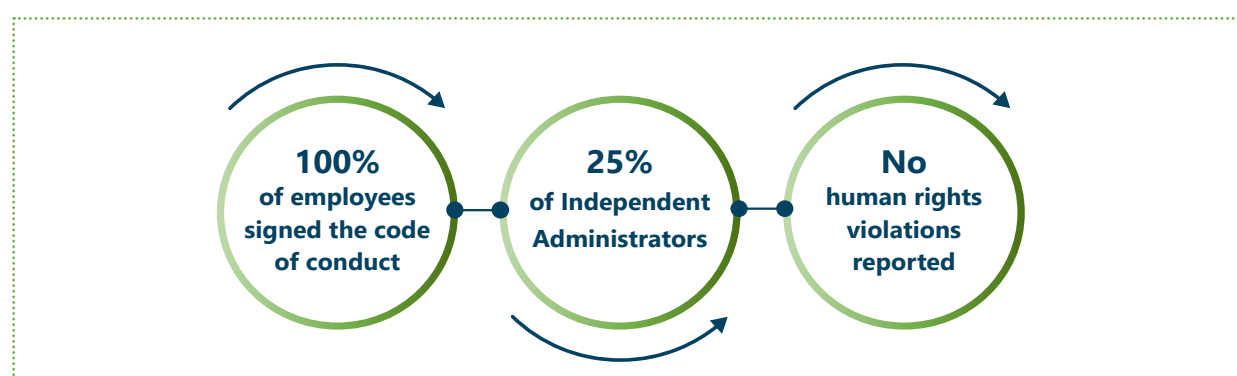 100%
of employees
signed the code
of conduct
25%
of Independent
Administrators
No
human rights
violations
reported